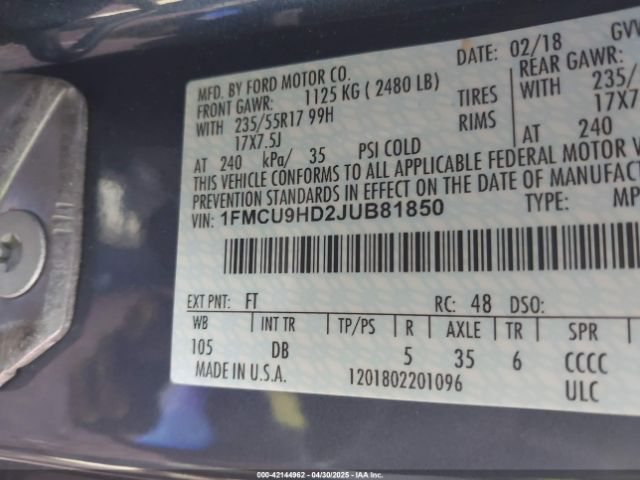 MFD. BY FORD MOTOR CO.
DATE: 02/18
GVW
FRONT GAWR: 1125 KG ( 2480 LB)
REAR GAWR:
WITH 235/55R17 99H TIRES WITH 235/
17X7.5J RIMS 17X7
AT 240 kPa/ 35 PSI COLD AT 240
THIS VEHICLE CONFORMS TO ALL APPLICABLE FEDERAL MOTOR V
PREVENTION STANDARDS IN EFFECT ON THE DATE OF MANUFACT
VIN: 1FMCU9HD2JUB81850
TYPE: MP
EXT PNT: FT RC: 48 DSO:
WB INT TR TP/PS R AXLE TR SPR
105 DB 5 35 6 CCCC
MADE IN U.S.A. 1201802201096 ULC
000-42144962 - 04/30/2025 - IAA Inc.